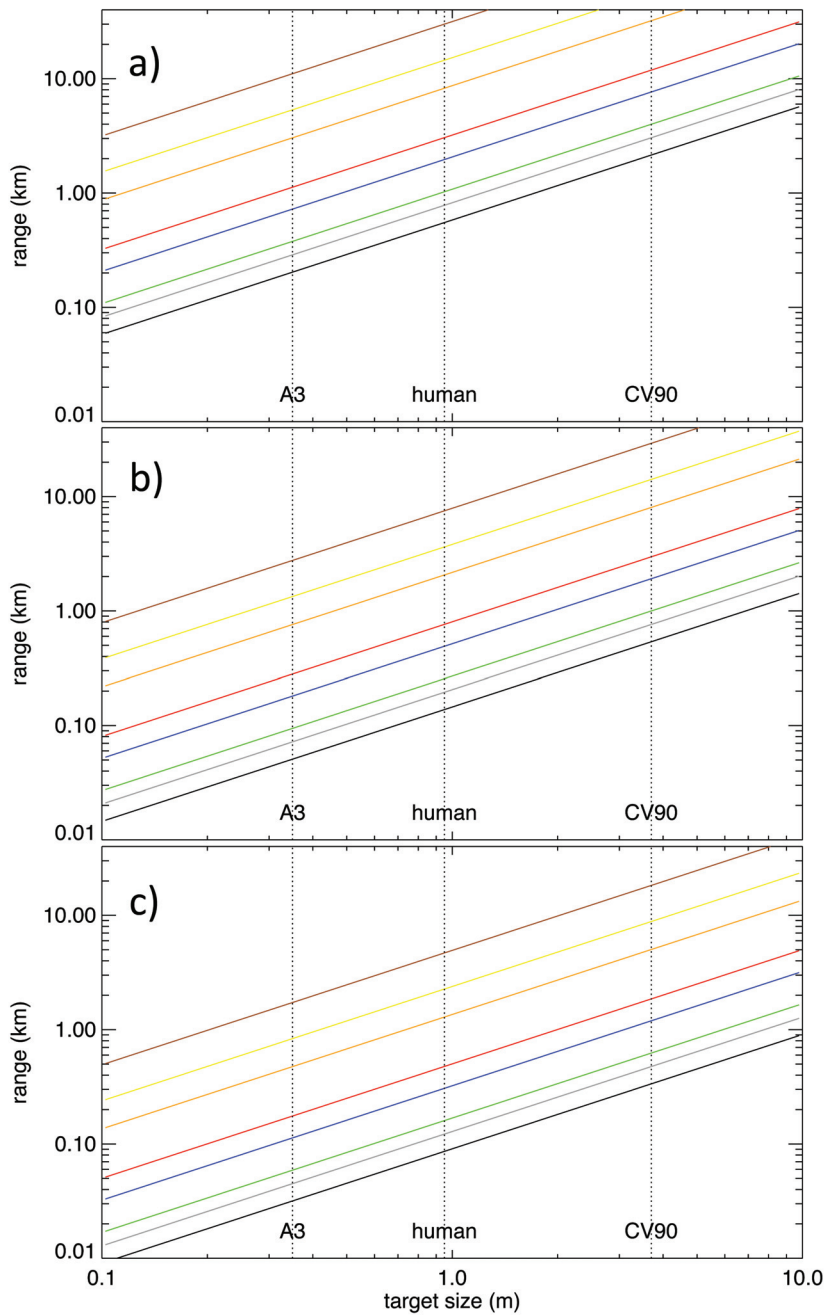 a)
10.00
1.00
0.10
0.01
range (km)
A3 human CV90
b)
10.00
1.00
0.10
0.01
range (km)
A3 human CV90
c)
10.00
1.00
0.10
0.01
range (km)
A3 human CV90
0.1 1.0 10.0
target size (m)